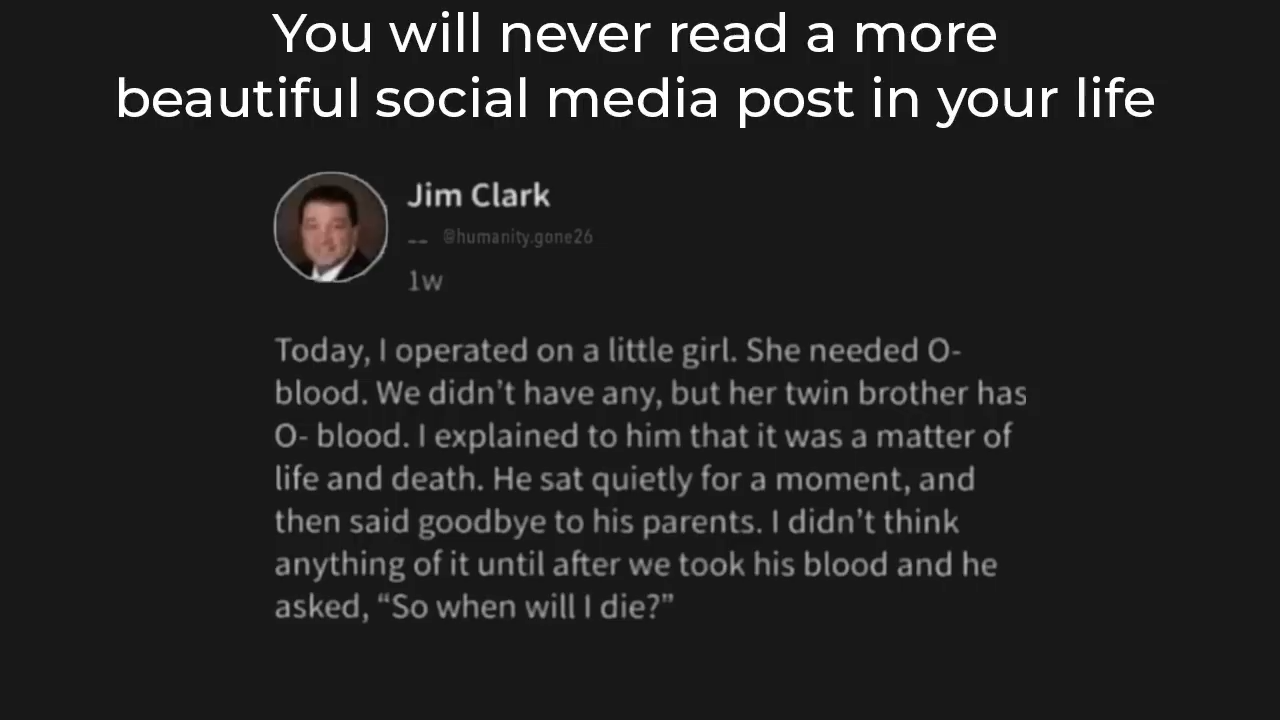 You will never read a more
beautiful social media post in your life
Jim Clark
-- @humanity.gone26
1w
Today, I operated on a little girl. She needed O-
blood. We didn’t have any, but her twin brother has
O- blood. I explained to him that it was a matter of
life and death. He sat quietly for a moment, and
then said goodbye to his parents. I didn’t think
anything of it until after we took his blood and he
asked, “So when will I die?”